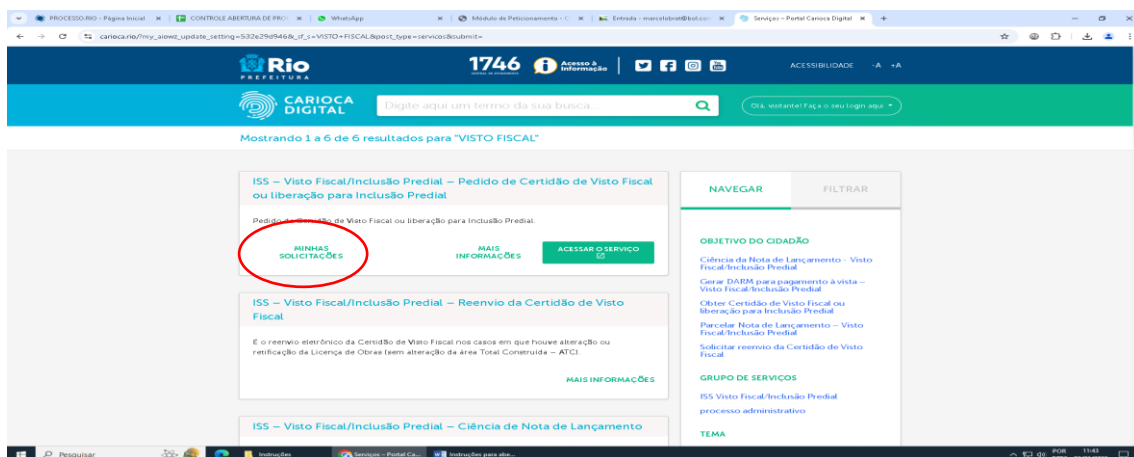 PROCESSO.RIO - Página Inicial
CONTROLE ABERTURA DE PRO
WhatsApp
Módulo de Peticionamento - C
Entrada - marcelobrat@bol.com
Serviços – Portal Carioca Digital
carioca.rio/?my_aiowz_update_setting=532e29d946&_sf_s=VISTO+FISCAL&post_type=servicos&submit=
Rio
PREFEITURA
1746
CENTRAL DE ATENDIMENTO
Acesso à
Informação
ACESSIBILIDADE -A +A
CARIOCA
DIGITAL
Digite aqui um termo da sua busca...
Olá, visitante! Faça o seu login aqui
Mostrando 1 a 6 de 6 resultados para "VISTO FISCAL"
ISS – Visto Fiscal/Inclusão Predial – Pedido de Certidão de Visto Fiscal
ou liberação para Inclusão Predial
Pedido de Certidão de Visto Fiscal ou liberação para Inclusão Predial.
MINHAS
SOLICITAÇÕES
MAIS
INFORMAÇÕES
ACESSAR O SERVIÇO
ISS – Visto Fiscal/Inclusão Predial – Reenvio da Certidão de Visto
Fiscal
É o reenvio eletrônico da Certidão de Visto Fiscal nos casos em que houve alteração ou
retificação da Licença de Obras (sem alteração da área Total Construída – ATC).
MAIS INFORMAÇÕES
ISS – Visto Fiscal/Inclusão Predial – Ciência de Nota de Lançamento
NAVEGAR
FILTRAR
OBJETIVO DO CIDADÃO
Ciência da Nota de Lançamento - Visto
Fiscal/Inclusão Predial
Gerar DARM para pagamento à vista –
Visto Fiscal/Inclusão Predial
Obter Certidão de Visto Fiscal ou
liberação para Inclusão Predial
Parcelar Nota de Lançamento – Visto
Fiscal/Inclusão Predial
Solicitar reenvio da Certidão de Visto
Fiscal
GRUPO DE SERVIÇOS
ISS Visto Fiscal/Inclusão Predial
processo administrativo
TEMA
Pesquisar
Instruções
Serviços – Portal Ca...
Instruções para abe...
POR
11:43